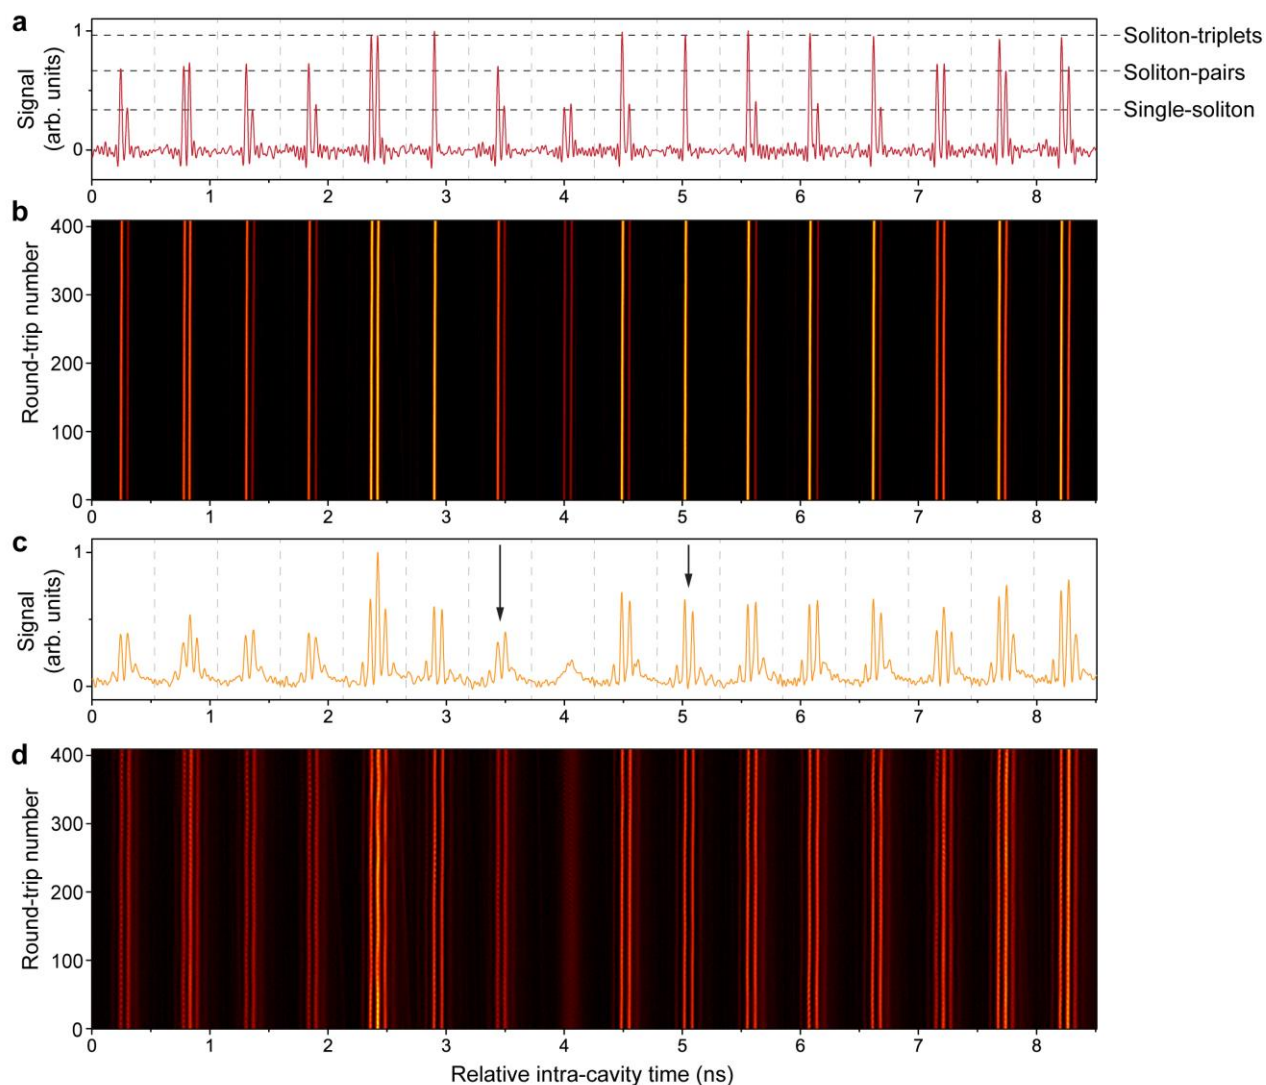 a
Signal
(arb. units)
1
0
Soliton-triplets
Soliton-pairs
Single-soliton
0 1 2 3 4 5 6 7 8
b
Round-trip number
400
300
200
100
0
0 1 2 3 4 5 6 7 8
c
Signal
(arb. units)
1
0
0 1 2 3 4 5 6 7 8
d
Round-trip number
400
300
200
100
0
0 1 2 3 4 5 6 7 8
Relative intra-cavity time (ns)